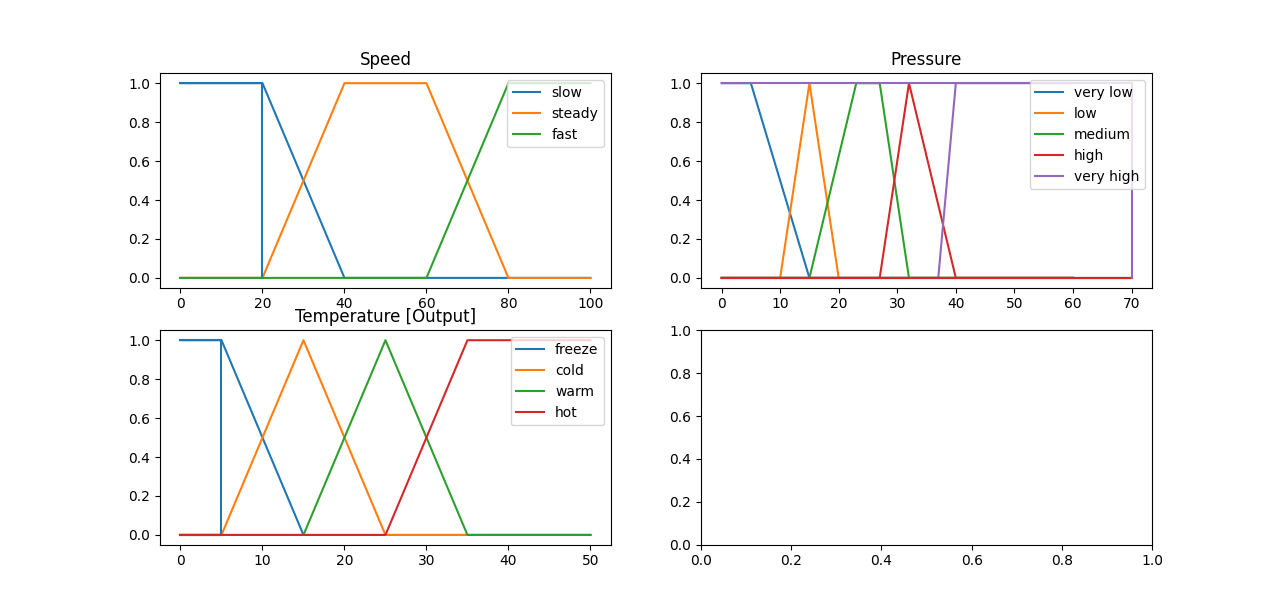 Speed
1.0
0.8
0.6
0.4
0.2
0.0
0 20 40 60 80 100
slow
steady
fast
Pressure
1.0
0.8
0.6
0.4
0.2
0.0
0 10 20 30 40 50 60 70
very low
low
medium
high
very high
Temperature [Output]
1.0
0.8
0.6
0.4
0.2
0.0
0 10 20 30 40 50
freeze
cold
warm
hot
1.0
0.8
0.6
0.4
0.2
0.0
0.0 0.2 0.4 0.6 0.8 1.0